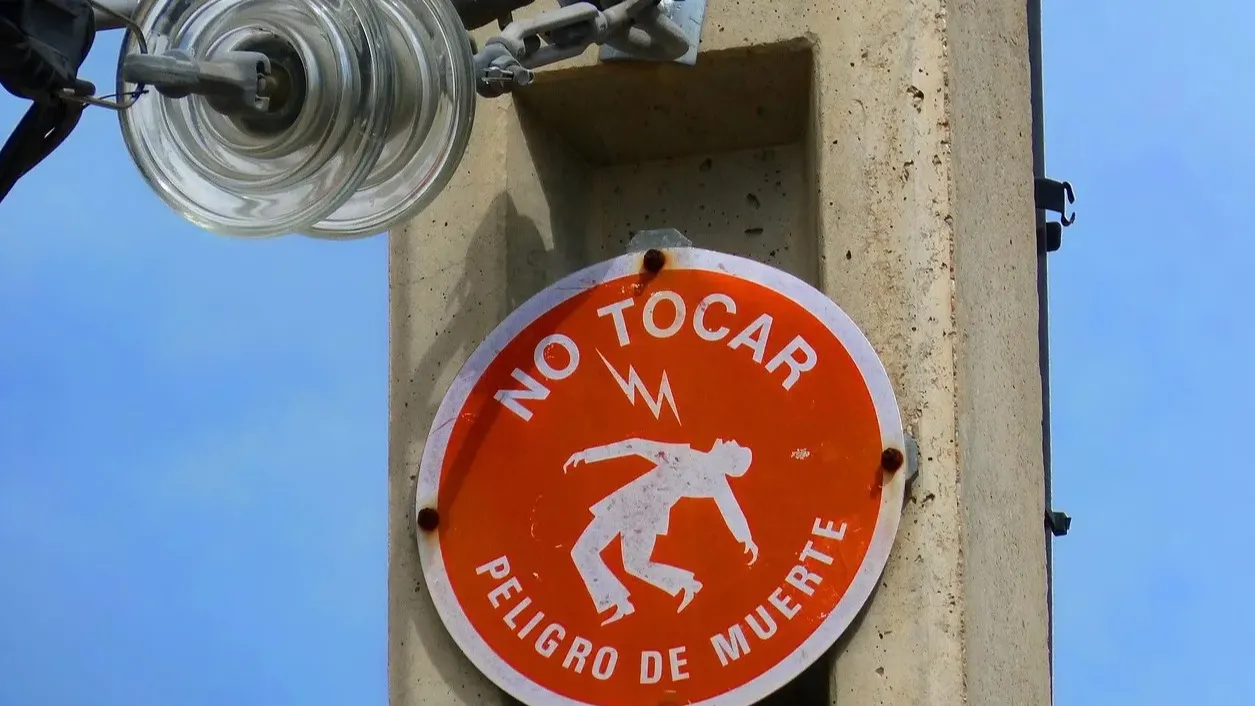 NO TOCAR
PELIGRO DE MUERTE